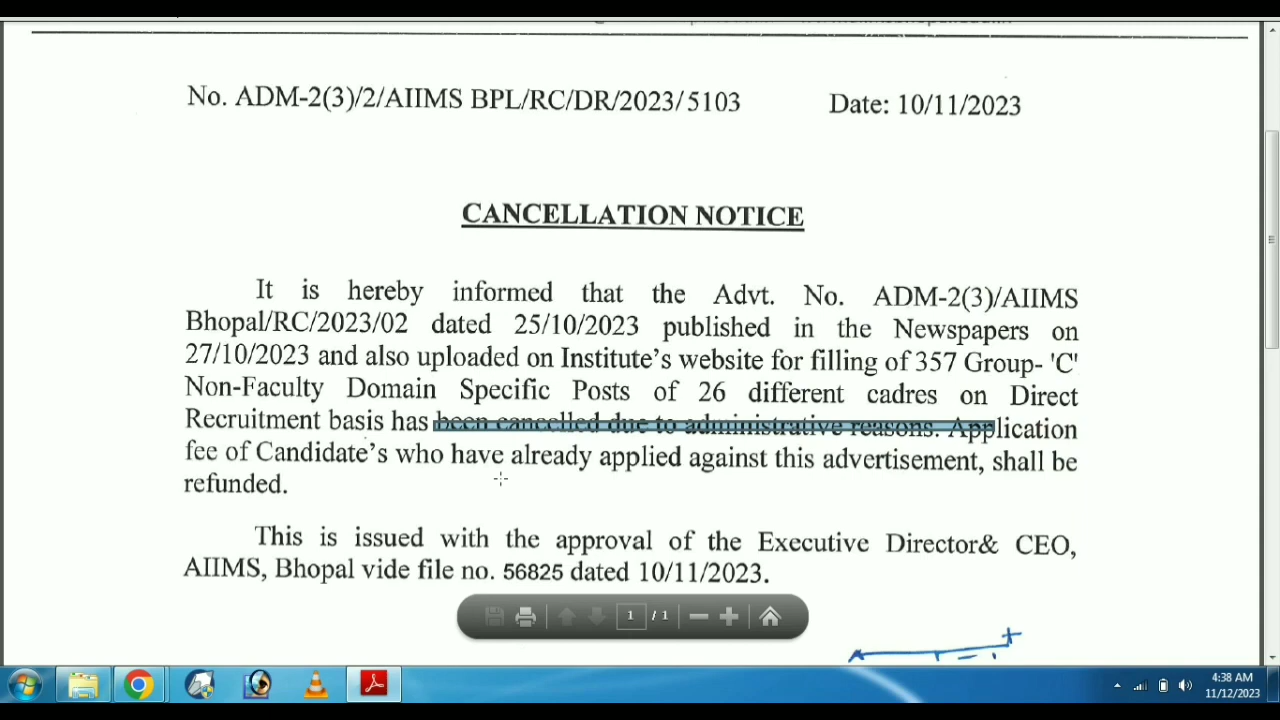 No. ADM-2(3)/2/AIIMS BPL/RC/DR/2023/5103 Date: 10/11/2023
CANCELLATION NOTICE
It is hereby informed that the Advt. No. ADM-2(3)/AIIMS
Bhopal/RC/2023/02 dated 25/10/2023 published in the Newspapers on
27/10/2023 and also uploaded on Institute's website for filling of 357 Group- 'C'
Non-Faculty Domain Specific Posts of 26 different cadres on Direct
Recruitment basis has been cancelled due to administrative reasons. Application
fee of Candidate's who have already applied against this advertisement, shall be
refunded.
This is issued with the approval of the Executive Director& CEO,
AIIMS, Bhopal vide file no. 56825 dated 10/11/2023.
1 / 1
4:38 AM
11/12/2023